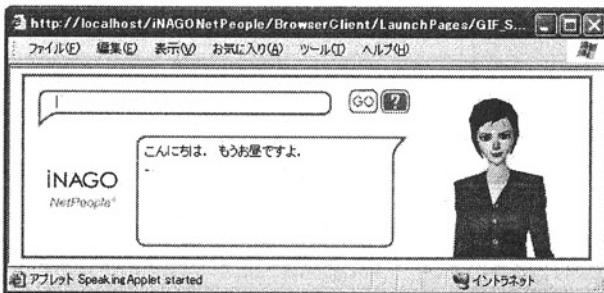 http://localhost/iNAGONetPeople/BrowserClient/LaunchPages/GIF_S...
ファイル(F) 編集(E) 表示(V) お気に入り(A) ツール(T) ヘルプ(H)
GO ?
こんにちは. もうお昼ですよ.
-
iNAGO
NetPeople®
アプレット SpeakingApplet started
イントラネット